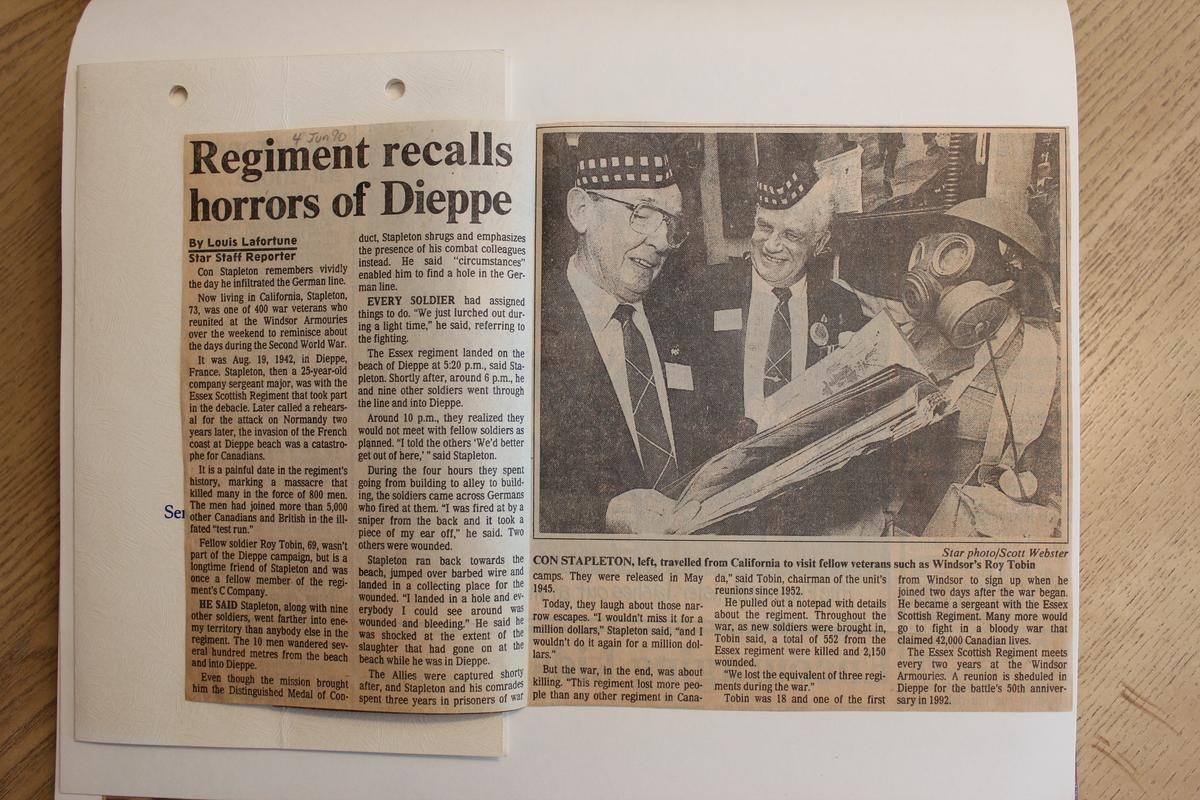 4 Jun 90
Regiment recalls
horrors of Dieppe
By Louis Lafortune
Star Staff Reporter
Con Stapleton remembers vividly
the day he infiltrated the German line.
Now living in California, Stapleton,
73, was one of 400 war veterans who
reunited at the Windsor Armouries
over the weekend to reminisce about
the days during the Second World War.
It was Aug. 19, 1942, in Dieppe,
France. Stapleton, then a 25-year-old
company sergeant major, was with the
Essex Scottish Regiment that took part
in the debacle. Later called a rehears-
al for the attack on Normandy two
years later, the invasion of the French
coast at Dieppe beach was a catastro-
phe for Canadians.
It is a painful date in the regiment's
history, marking a massacre that
killed many in the force of 800 men.
The men had joined more than 5,000
other Canadians and British in the ill-
fated "test run."
Fellow soldier Roy Tobin, 69, wasn't
part of the Dieppe campaign, but is a
longtime friend of Stapleton and was
once a fellow member of the regi-
ment's C Company.
HE SAID Stapleton, along with nine
other soldiers, went farther into ene-
my territory than anybody else in the
regiment. The 10 men wandered sev-
eral hundred metres from the beach
and into Dieppe.
Even though the mission brought
him the Distinguished Medal of Con-
duct, Stapleton shrugs and emphasizes
the presence of his combat colleagues
instead. He said "circumstances"
enabled him to find a hole in the Ger-
man line.
EVERY SOLDIER had assigned
things to do. "We just lurched out dur-
ing a light time," he said, referring to
the fighting.
The Essex regiment landed on the
beach of Dieppe at 5:20 p.m., said Sta-
pleton. Shortly after, around 6 p.m., he
and nine other soldiers went through
the line and into Dieppe.
Around 10 p.m., they realized they
would not meet with fellow soldiers as
planned. "I told the others 'We'd better
get out of here,' " said Stapleton.
During the four hours they spent
going from building to alley to build-
ing, the soldiers came across Germans
who fired at them. "I was fired at by a
sniper from the back and it took a
piece of my ear off," he said. Two
others were wounded.
Stapleton ran back towards the
beach, jumped over barbed wire and
landed in a collecting place for the
wounded. "I landed in a hole and ev-
erybody I could see around was
wounded and bleeding." He said he
was shocked at the extent of the
slaughter that had gone on at the
beach while he was in Dieppe.
The Allies were captured shorty
after, and Stapleton and his comrades
spent three years in prisoners of war
Star photo/Scott Webster
CON STAPLETON, left, travelled from California to visit fellow veterans such as Windsor's Roy Tobin
camps. They were released in May
1945.
Today, they laugh about those nar-
row escapes. "I wouldn't miss it for a
million dollars," Stapleton said, "and I
wouldn't do it again for a million dol-
lars."
But the war, in the end, was about
killing. "This regiment lost more peo-
ple than any other regiment in Cana-
da," said Tobin, chairman of the unit's
reunions since 1952.
He pulled out a notepad with details
about the regiment. Throughout the
war, as new soldiers were brought in,
Tobin said, a total of 552 from the
Essex regiment were killed and 2,150
wounded.
"We lost the equivalent of three regi-
ments during the war."
Tobin was 18 and one of the first
from Windsor to sign up when he
joined two days after the war began.
He became a sergeant with the Essex
Scottish Regiment. Many more would
go to fight in a bloody war that
claimed 42,000 Canadian lives.
The Essex Scottish Regiment meets
every two years at the Windsor
Armouries. A reunion is sheduled in
Dieppe for the battle's 50th anniver-
sary in 1992.
Ser